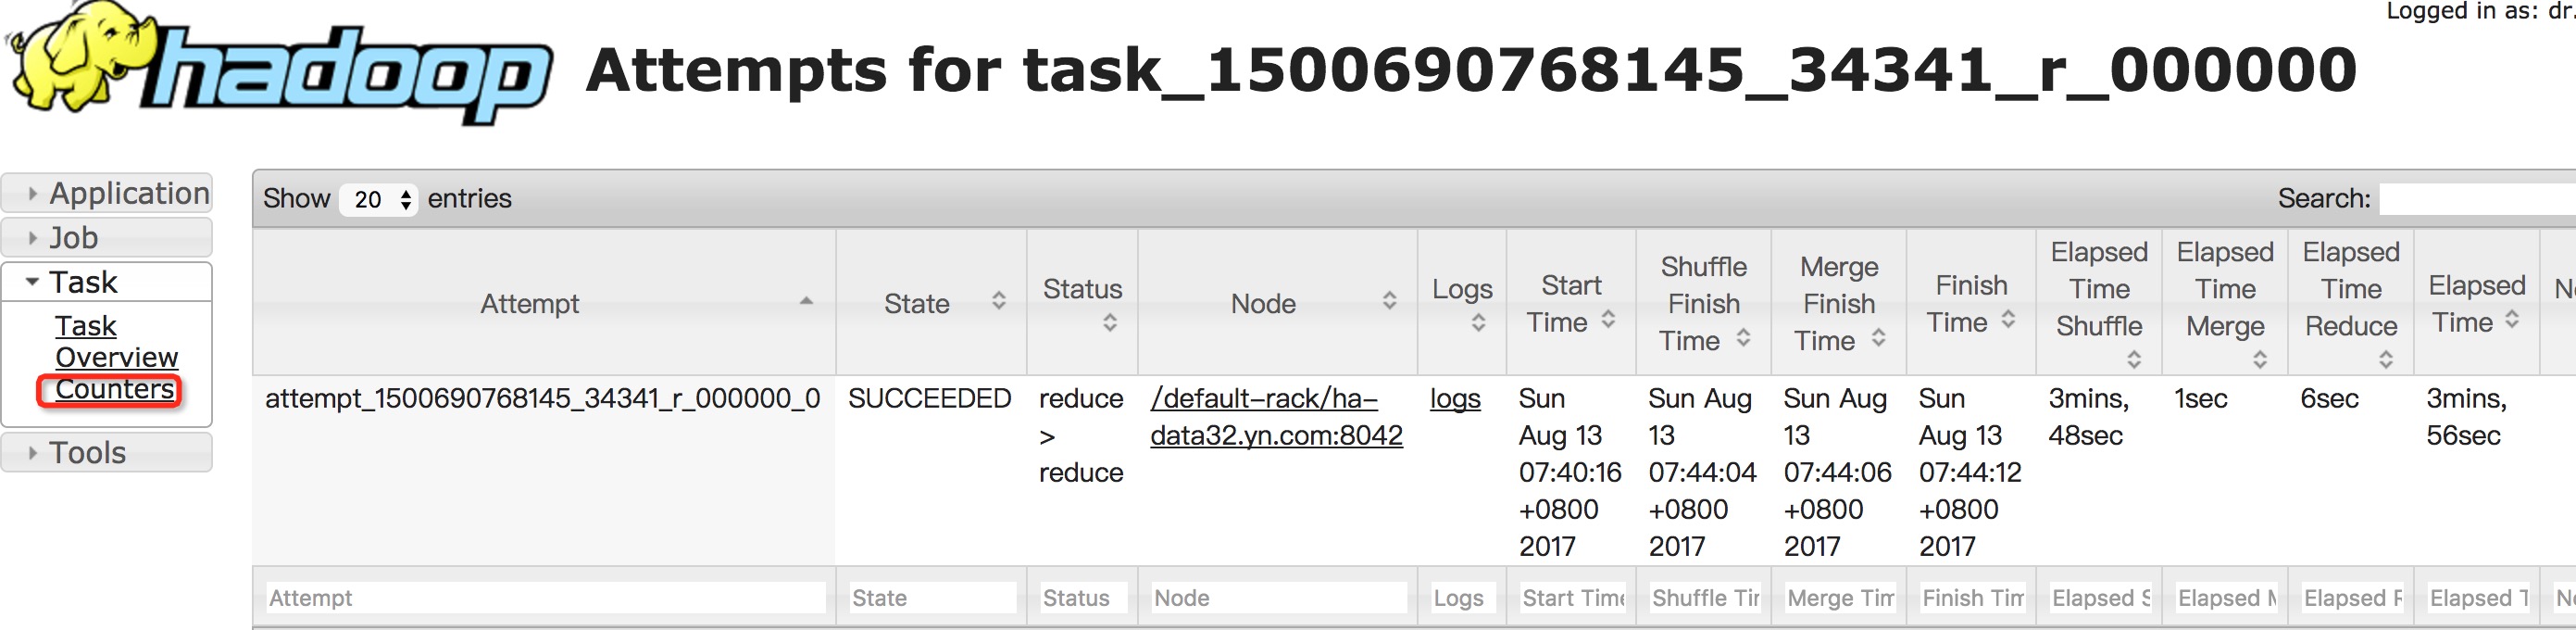 Logged in as: dr.
hadoop
Attempts for task_1500690768145_34341_r_000000
Application
Job
Task
Task
Overview
Counters
Tools
Show 20 entries
Search:
Attempt
State
Status
Node
Logs
Start
Time
Shuffle
Finish
Time
Merge
Finish
Time
Finish
Time
Elapsed
Time
Shuffle
Elapsed
Time
Merge
Elapsed
Time
Reduce
Elapsed
Time
attempt_1500690768145_34341_r_000000_0
SUCCEEDED
reduce
>
reduce
/default-rack/ha-
data32.yn.com:8042
logs
Sun
Aug 13
07:40:16
+0800
2017
Sun Aug
13
07:44:04
+0800
2017
Sun Aug
13
07:44:06
+0800
2017
Sun
Aug 13
07:44:12
+0800
2017
3mins,
48sec
1sec
6sec
3mins,
56sec
Attempt
State
Status
Node
Logs
Start Time
Shuffle Tir
Merge Tim
Finish Tim
Elapsed S
Elapsed M
Elapsed R
Elapsed T